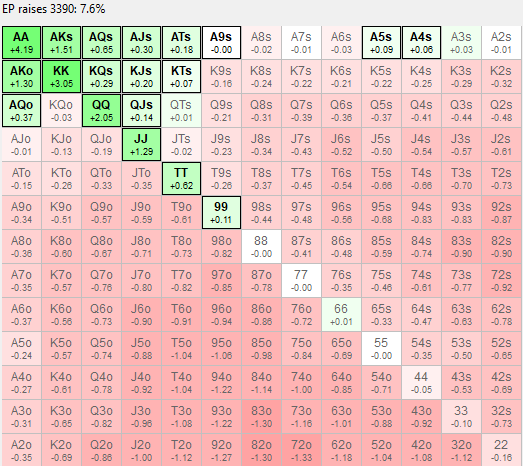 EP raises 3390: 7.6%
AA AKs AQs AJs ATs A9s A8s A7s A6s A5s A4s A3s A2s
+4.19 +1.51 +0.65 +0.30 +0.18 -0.00 -0.02 -0.01 -0.03 +0.09 +0.06 +0.03 -0.01
AKo KK KQs KJs KTs K9s K8s K7s K6s K5s K4s K3s K2s
+1.30 +3.05 +0.29 +0.20 +0.07 -0.16 -0.24 -0.22 -0.21 -0.22 -0.25 -0.29 -0.32
AQo KQo QQ QJs QTs Q9s Q8s Q7s Q6s Q5s Q4s Q3s Q2s
+0.37 -0.03 +2.05 +0.14 +0.01 -0.21 -0.31 -0.39 -0.36 -0.37 -0.41 -0.44 -0.48
AJo KJo QJo JJ JTs J9s J8s J7s J6s J5s J4s J3s J2s
-0.01 -0.13 -0.19 +1.29 -0.02 -0.23 -0.34 -0.43 -0.52 -0.50 -0.54 -0.57 -0.61
ATo KTo QTo JTo TT T9s T8s T7s T6s T5s T4s T3s T2s
-0.15 -0.26 -0.33 -0.35 +0.62 -0.26 -0.37 -0.45 -0.54 -0.66 -0.66 -0.70 -0.73
A9o K9o Q9o J9o T9o 99 98s 97s 96s 95s 94s 93s 92s
-0.34 -0.51 -0.57 -0.59 -0.61 +0.11 -0.44 -0.48 -0.56 -0.68 -0.83 -0.83 -0.87
A8o K8o Q8o J8o T8o 98o 88 87s 86s 85s 84s 83s 82s
-0.36 -0.60 -0.67 -0.71 -0.73 -0.82 -0.00 -0.41 -0.48 -0.59 -0.74 -0.90 -0.90
A7o K7o Q7o J7o T7o 97o 87o 77 76s 75s 74s 73s 72s
-0.35 -0.57 -0.76 -0.80 -0.82 -0.85 -0.78 -0.00 -0.35 -0.46 -0.61 -0.77 -0.92
A6o K6o Q6o J6o T6o 96o 86o 76o 66 65s 64s 63s 62s
-0.37 -0.56 -0.73 -0.90 -0.91 -0.94 -0.86 -0.72 +0.01 -0.33 -0.47 -0.63 -0.78
A5o K5o Q5o J5o T5o 95o 85o 75o 65o 55 54s 53s 52s
-0.24 -0.57 -0.74 -0.88 -1.04 -1.06 -0.98 -0.84 -0.69 -0.00 -0.35 -0.50 -0.65
A4o K4o Q4o J4o T4o 94o 84o 74o 64o 54o 44 43s 42s
-0.27 -0.61 -0.78 -0.92 -1.04 -1.22 -1.14 -1.00 -0.85 -0.71 -0.05 -0.53 -0.69
A3o K3o Q3o J3o T3o 93o 83o 73o 63o 53o 43o 33 32s
-0.31 -0.65 -0.82 -0.96 -1.08 -1.22 -1.30 -1.16 -1.01 -0.88 -0.92 -0.10 -0.73
A2o K2o Q2o J2o T2o 92o 82o 72o 62o 52o 42o 32o 22
-0.35 -0.69 -0.86 -1.00 -1.12 -1.27 -1.30 -1.33 -1.18 -1.04 -1.08 -1.12 -0.16